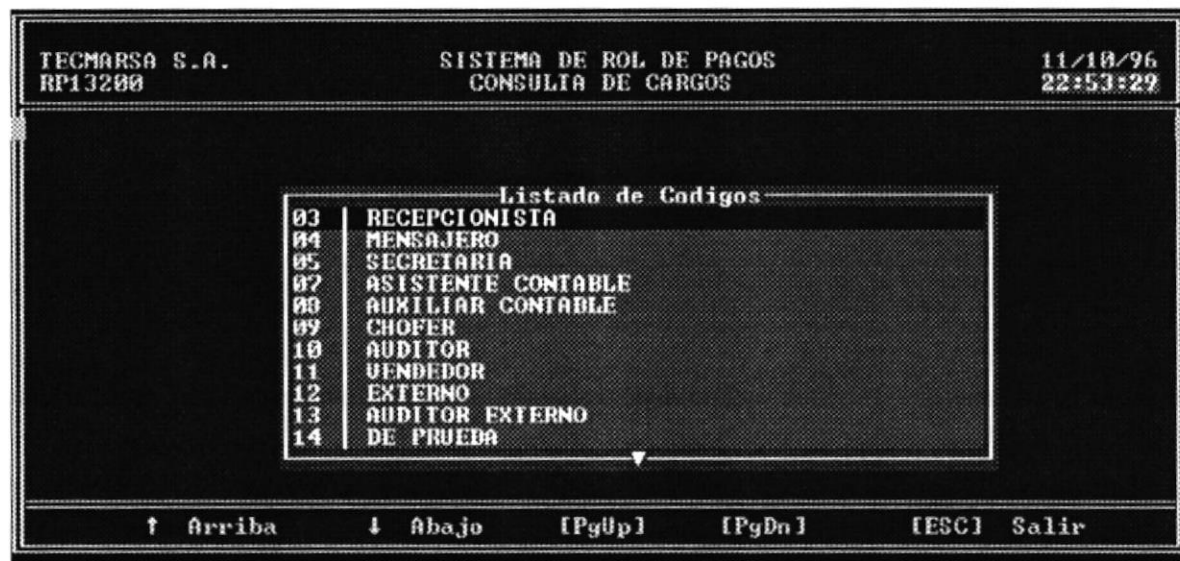 TECMARSA S.A. SISTEMA DE ROL DE PAGOS 11/10/96
RP13200 CONSULTA DE CARGOS 22:53:29
Listado de Codigos
03 RECEPCIONISTA
04 MENSAJERO
05 SECRETARIA
07 ASISTENTE CONTABLE
08 AUXILIAR CONTABLE
09 CHOFER
10 AUDITOR
11 VENDEDOR
12 EXTERNO
13 AUDITOR EXTERNO
14 DE PRUEDA
↑ Arriba ↓ Abajo [PgUp] [PgDn] [ESC] Salir